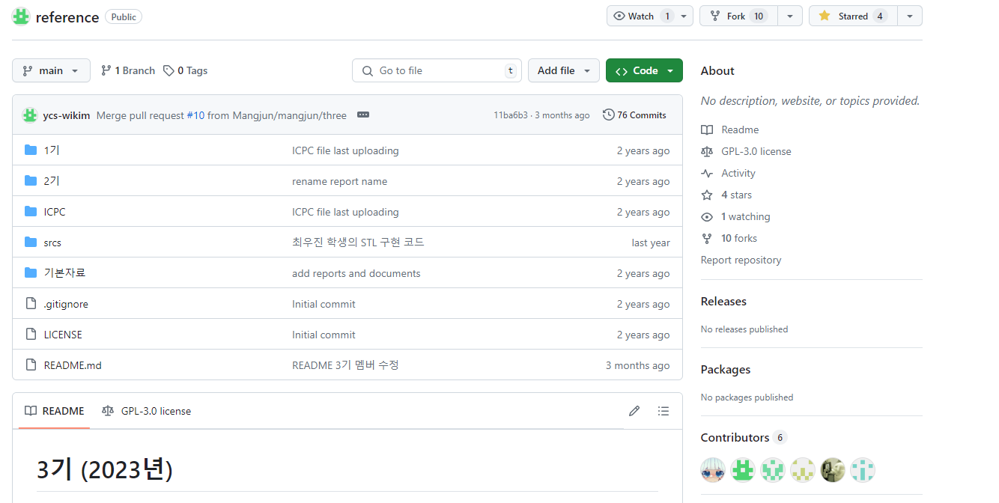 reference Public Watch 1 Fork 10 Starred 4
main 1 Branch 0 Tags Go to file t Add file Code
ycs-wikim Merge pull request #10 from Mangjun/mangjun/three 11ba6b3 · 3 months ago 76 Commits
1기 ICPC file last uploading 2 years ago
2기 rename report name 2 years ago
ICPC ICPC file last uploading 2 years ago
srcs 최우진 학생의 STL 구현 코드 last year
기본자료 add reports and documents 2 years ago
.gitignore Initial commit 2 years ago
LICENSE Initial commit 2 years ago
README.md README 3기 멤버 수정 3 months ago
README GPL-3.0 license
3기 (2023년)
About
No description, website, or topics provided.
Readme
GPL-3.0 license
Activity
4 stars
1 watching
10 forks
Report repository
Releases
No releases published
Packages
No packages published
Contributors 6